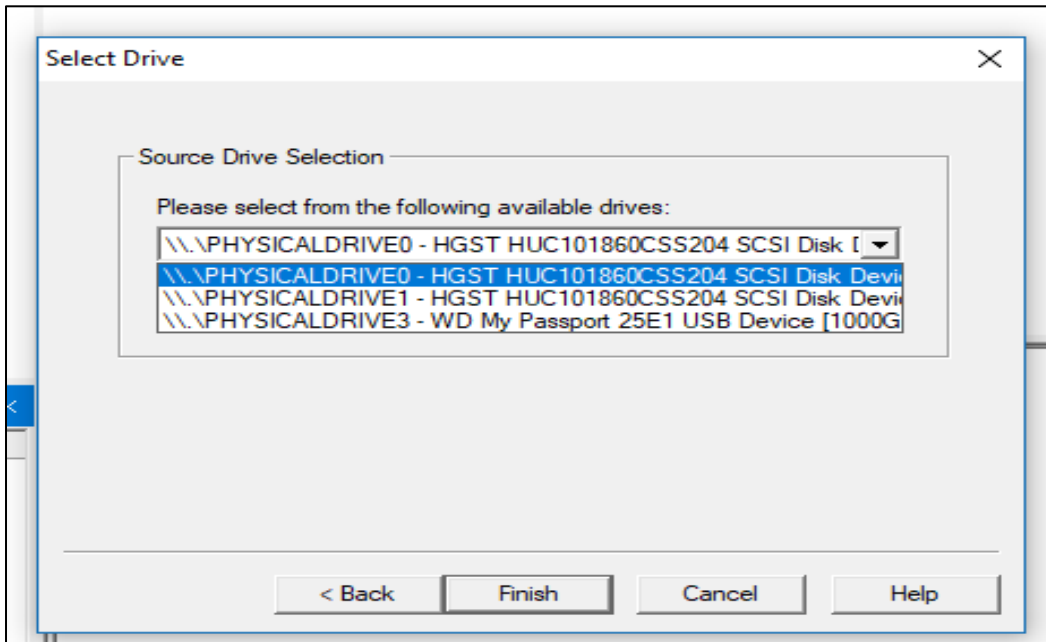 Select Drive
Source Drive Selection
Please select from the following available drives:
\\.\PHYSICALDRIVE0 - HGST HUC101860CSS204 SCSI Disk [
\\.\PHYSICALDRIVE0 - HGST HUC101860CSS204 SCSI Disk Devi
\\.\PHYSICALDRIVE1 - HGST HUC101860CSS204 SCSI Disk Devi
\\.\PHYSICALDRIVE3 - WD My Passport 25E1 USB Device [1000G
< Back Finish Cancel Help